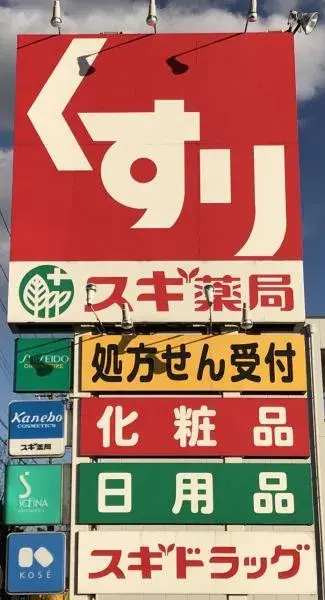 くすり
スギ薬局
処方せん受付
化粧品
日用品
スギドラッグ
SHISEIDO
Kanebo
COSMETICS
スギ薬局
KOSÉ